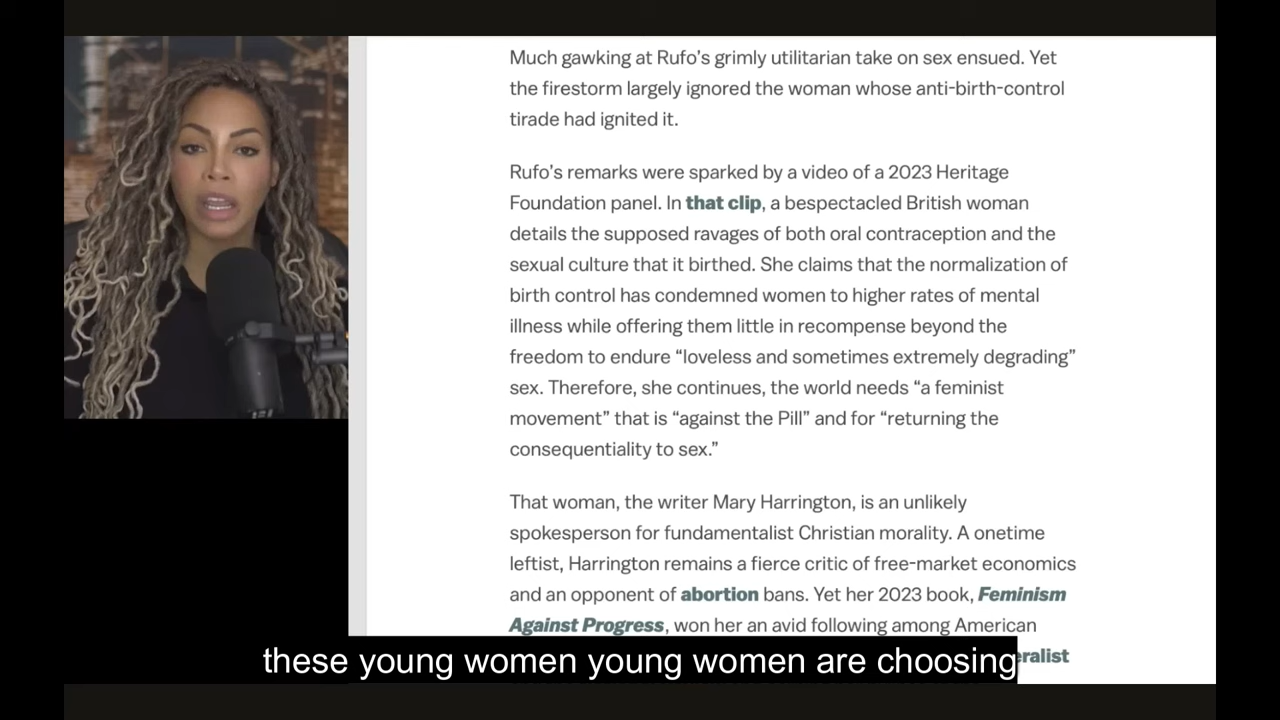 Much gawking at Rufo’s grimly utilitarian take on sex ensued. Yet
the firestorm largely ignored the woman whose anti-birth-control
tirade had ignited it.
Rufo’s remarks were sparked by a video of a 2023 Heritage
Foundation panel. In that clip, a bespectacled British woman
details the supposed ravages of both oral contraception and the
sexual culture that it birthed. She claims that the normalization of
birth control has condemned women to higher rates of mental
illness while offering them little in recompense beyond the
freedom to endure “loveless and sometimes extremely degrading”
sex. Therefore, she continues, the world needs “a feminist
movement” that is “against the Pill” and for “returning the
consequentiality to sex.”
That woman, the writer Mary Harrington, is an unlikely
spokesperson for fundamentalist Christian morality. A onetime
leftist, Harrington remains a fierce critic of free-market economics
and an opponent of abortion bans. Yet her 2023 book, Feminism
Against Progress, won her an avid following among American
these young women young women are choosing